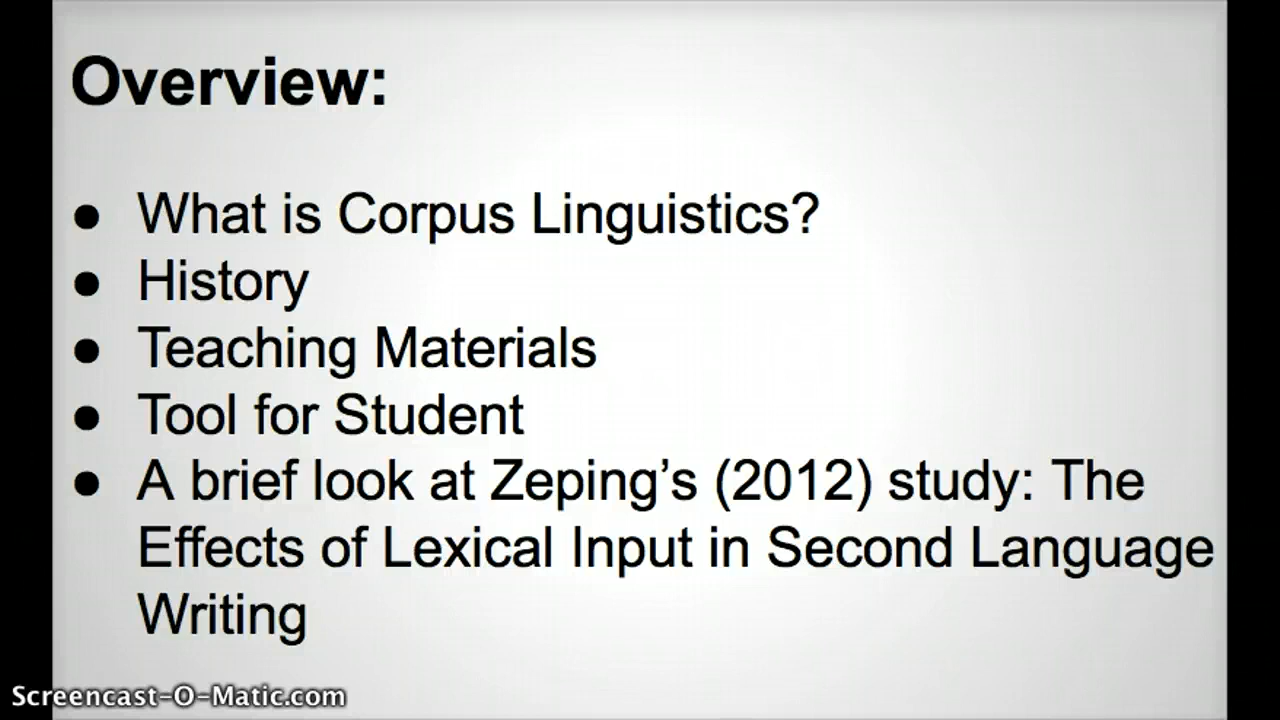 Overview:
● What is Corpus Linguistics?
● History
● Teaching Materials
● Tool for Student
● A brief look at Zeping’s (2012) study: The
Effects of Lexical Input in Second Language
Writing
Screencast-O-Matic.com